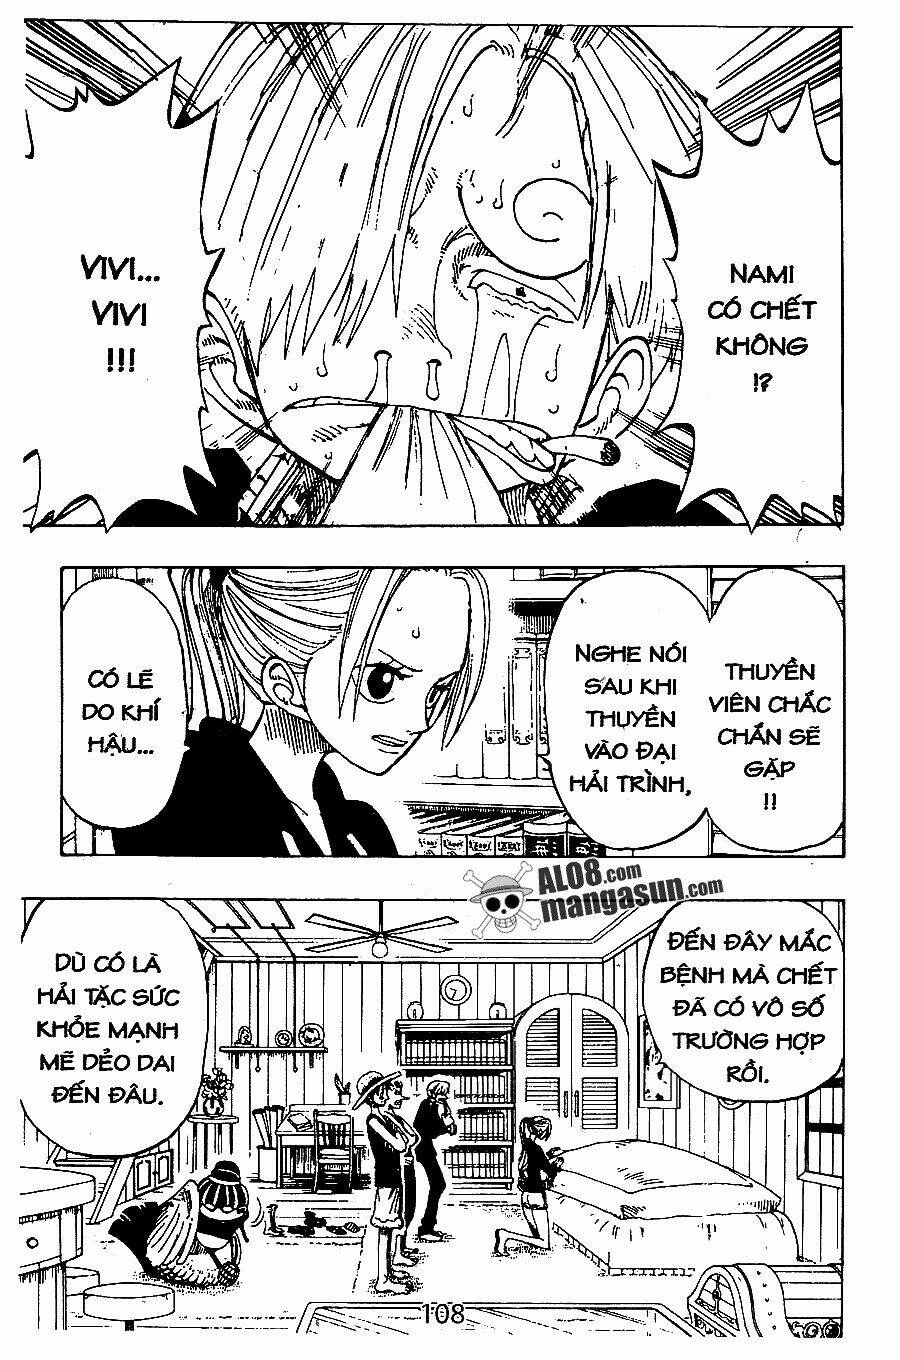 NAMI
CÓ CHẾT
KHÔNG
!?
VIVI...
VIVI
!!!
THUYỀN
VIÊN CHẮC
CHẮN SẼ
GẶP
!!
NGHE NÓI
SAU KHI
THUYỀN
VÀO ĐẠI
HẢI TRÌNH,
CÓ LẼ
DO KHÍ
HẬU...
AL08.com
mangasun.com
ĐẾN ĐÂY MẮC
BỆNH MÀ CHẾT
ĐÃ CÓ VÔ SỐ
TRƯỜNG HỢP
RỒI.
DÙ CÓ LÀ
HẢI TẶC SỨC
KHỎE MẠNH
MẼ DẺO DAI
ĐẾN ĐÂU.
108